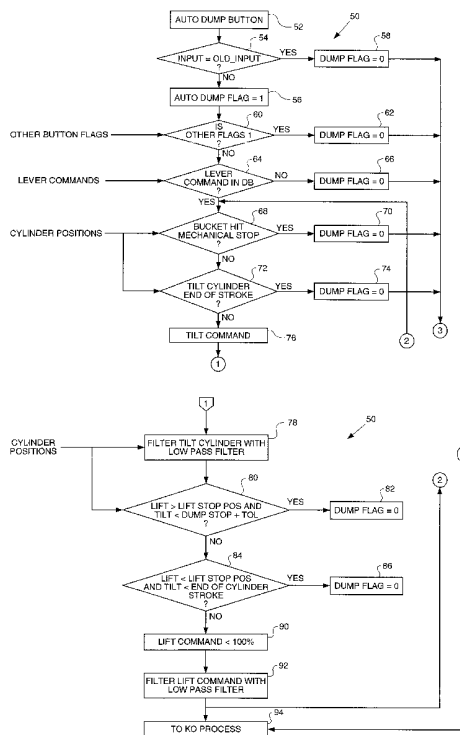 AUTO DUMP BUTTON
52
50
54
INPUT = OLD_INPUT
?
YES
58
DUMP FLAG = 0
NO
AUTO DUMP FLAG = 1
56
OTHER BUTTON FLAGS
60
IS
OTHER FLAGS 1
?
YES
62
DUMP FLAG = 0
NO
LEVER COMMANDS
64
LEVER
COMMAND IN DB
?
NO
66
DUMP FLAG = 0
YES
CYLINDER POSITIONS
68
BUCKET HIT
MECHANICAL STOP
?
YES
70
DUMP FLAG = 0
NO
72
TILT CYLINDER
END OF STROKE
?
YES
74
DUMP FLAG = 0
NO
TILT COMMAND
76
1
2
3
1
50
78
CYLINDER
POSITIONS
FILTER TILT CYLINDER WITH
LOW PASS FILTER
2
80
LIFT > LIFT STOP POS AND
TILT < DUMP STOP + TOL
?
YES
82
DUMP FLAG = 0
NO
84
LIFT < LIFT STOP POS
AND TILT < END OF CYLINDER
STROKE
?
YES
86
DUMP FLAG = 0
NO
90
LIFT COMMAND < 100%
92
FILTER LIFT COMMAND WITH
LOW PASS FILTER
94
TO KO PROCESS